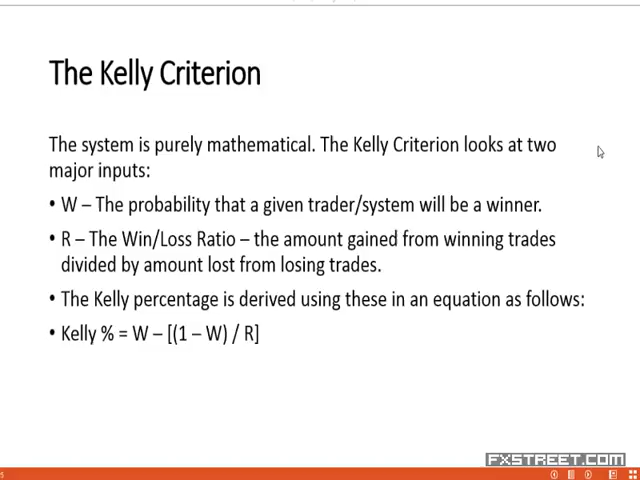 The Kelly Criterion
The system is purely mathematical. The Kelly Criterion looks at two
major inputs:
• W – The probability that a given trader/system will be a winner.
• R – The Win/Loss Ratio – the amount gained from winning trades
divided by amount lost from losing trades.
• The Kelly percentage is derived using these in an equation as follows:
• Kelly % = W – [(1 – W) / R]
FXSTREET.COM